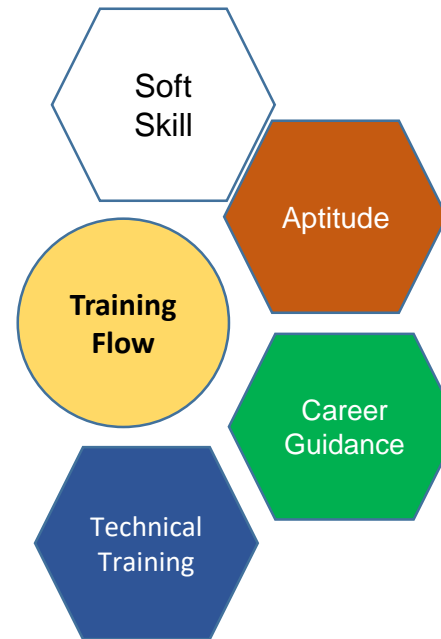 Soft
Skill
Aptitude
Training
Flow
Career
Guidance
Technical
Training